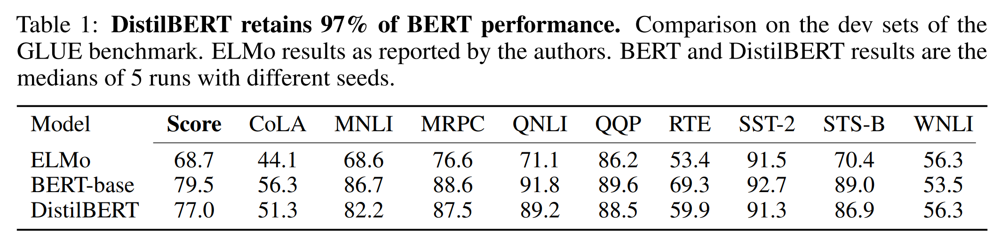 Table 1: DistilBERT retains 97% of BERT performance. Comparison on the dev sets of the
GLUE benchmark. ELMo results as reported by the authors. BERT and DistilBERT results are the
medians of 5 runs with different seeds.
Model Score CoLA MNLI MRPC QNLI QQP RTE SST-2 STS-B WNLI
ELMo 68.7 44.1 68.6 76.6 71.1 86.2 53.4 91.5 70.4 56.3
BERT-base 79.5 56.3 86.7 88.6 91.8 89.6 69.3 92.7 89.0 53.5
DistilBERT 77.0 51.3 82.2 87.5 89.2 88.5 59.9 91.3 86.9 56.3